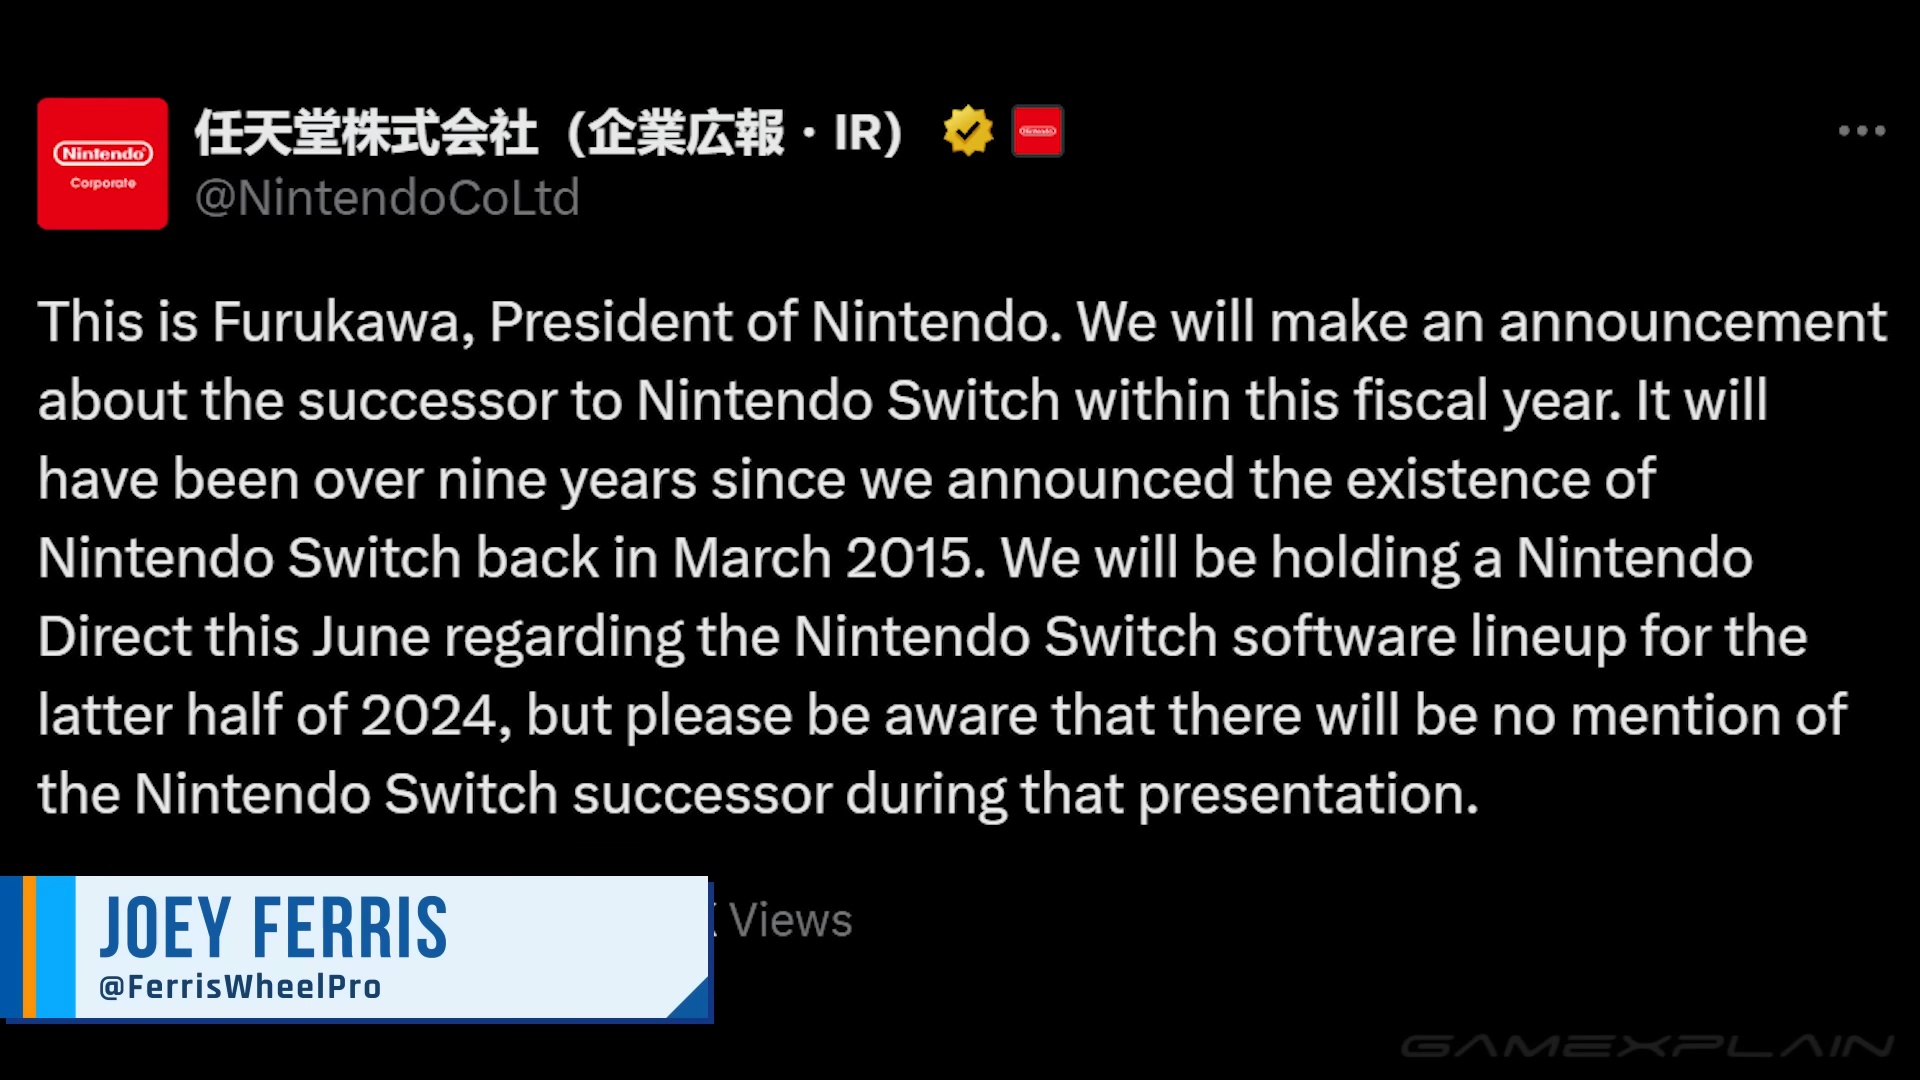 Nintendo
Corporate
任天堂株式会社（企業広報・IR）
Nintendo
@NintendoCoLtd
This is Furukawa, President of Nintendo. We will make an announcement
about the successor to Nintendo Switch within this fiscal year. It will
have been over nine years since we announced the existence of
Nintendo Switch back in March 2015. We will be holding a Nintendo
Direct this June regarding the Nintendo Switch software lineup for the
latter half of 2024, but please be aware that there will be no mention of
the Nintendo Switch successor during that presentation.
Views
JOEY FERRIS
@FerrisWheelPro
GAMEXPLAIN